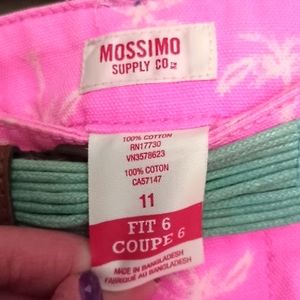 MOSSIMO
SUPPLY CO
100% COTTON
RN17730
VN3578623
100% COTON
CA57147
11
FIT 6
COUPE 6
MADE IN BANGLADESH
FABRIQUÉ AU BANGLADESH